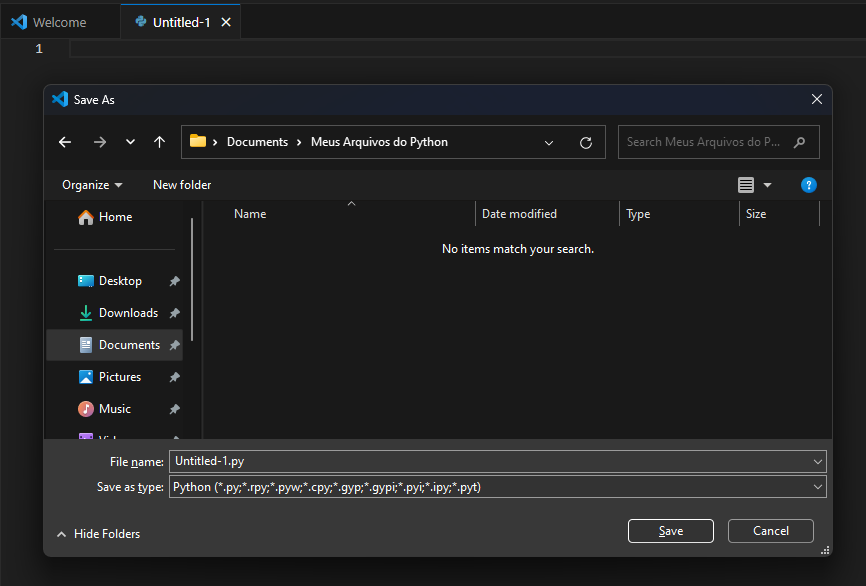 Welcome Untitled-1
1
Save As
Documents Meus Arquivos do Python Search Meus Arquivos do P...
Organize New folder
Home
Name Date modified Type Size
No items match your search.
Desktop
Downloads
Documents
Pictures
Music
File name: Untitled-1.py
Save as type: Python (*.py;*.rpy;*.pyw;*.cpy;*.gyp;*.gypi;*.pyi;*.ipy;*.pyt)
Hide Folders Save Cancel